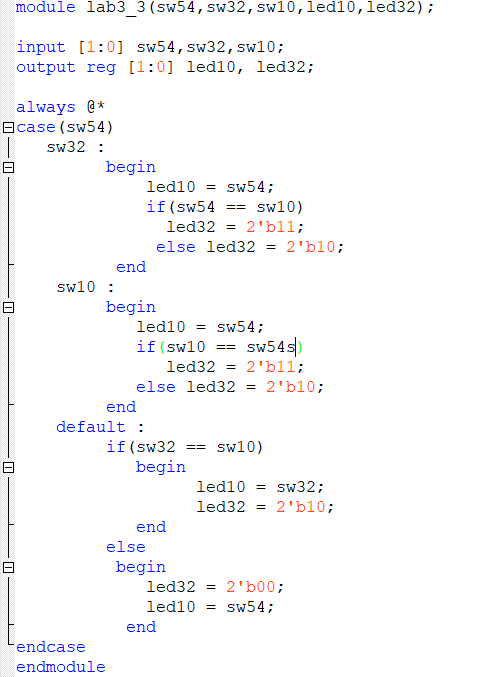 module lab3_3(sw54,sw32,sw10,led10,led32);
input [1:0] sw54,sw32,sw10;
output reg [1:0] led10, led32;
always @*
case(sw54)
sw32 :
begin
led10 = sw54;
if(sw54 == sw10)
led32 = 2'b11;
else led32 = 2'b10;
end
sw10 :
begin
led10 = sw54;
if(sw10 == sw54s)
led32 = 2'b11;
else led32 = 2'b10;
end
default :
if(sw32 == sw10)
begin
led10 = sw32;
led32 = 2'b10;
end
else
begin
led32 = 2'b00;
led10 = sw54;
end
endcase
endmodule